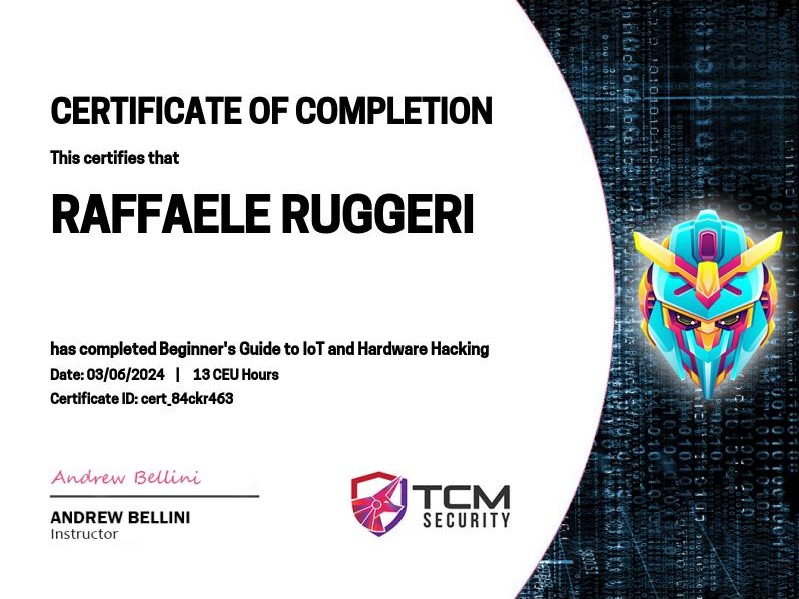 CERTIFICATE OF COMPLETION
This certifies that
RAFFAELE RUGGERI
has completed Beginner's Guide to IoT and Hardware Hacking
Date: 03/06/2024 | 13 CEU Hours
Certificate ID: cert_84ckr463
Andrew Bellini
ANDREW BELLINI
Instructor
TCM
SECURITY